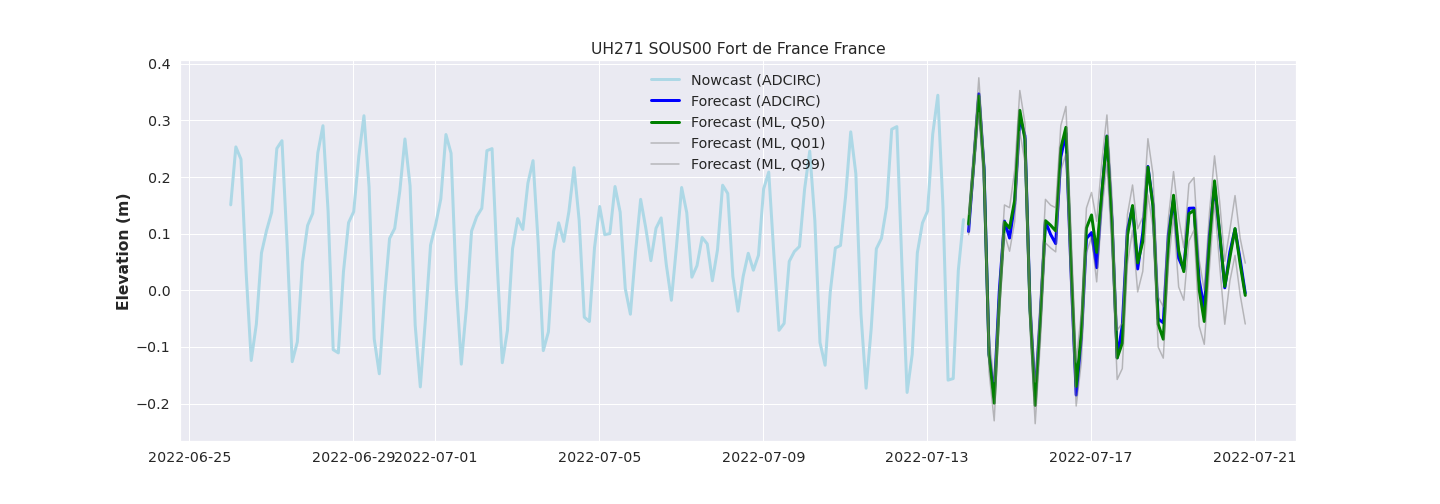 UH271 SOUS00 Fort de France France
Nowcast (ADCIRC)
Forecast (ADCIRC)
Forecast (ML, Q50)
Forecast (ML, Q01)
Forecast (ML, Q99)
Elevation (m)
0.4
0.3
0.2
0.1
0.0
−0.1
−0.2
2022-06-25 2022-06-29 2022-07-01 2022-07-05 2022-07-09 2022-07-13 2022-07-17 2022-07-21